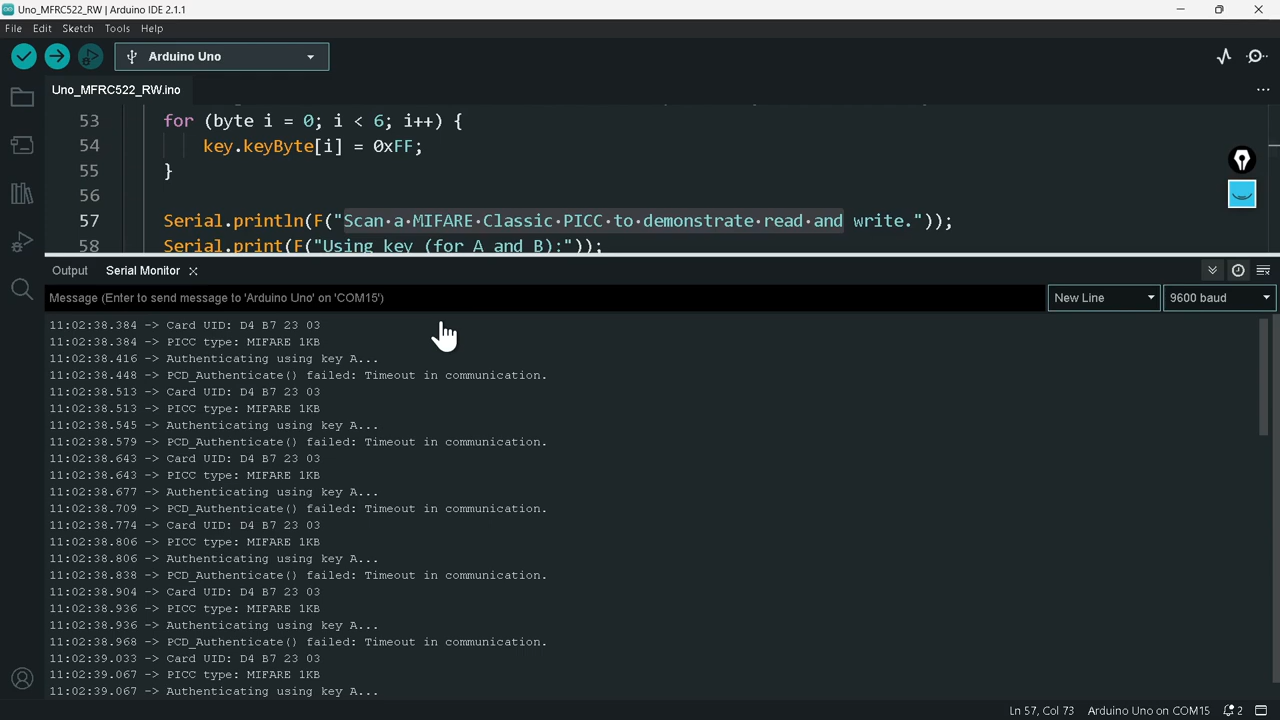 Uno_MFRC522_RW | Arduino IDE 2.1.1
File Edit Sketch Tools Help
Arduino Uno
Uno_MFRC522_RW.ino
53 for (byte i = 0; i < 6; i++) {
54 key.keyByte[i] = 0xFF;
55 }
56
57 Serial.println(F("Scan·a·MIFARE·Classic·PICC·to·demonstrate·read·and write."));
58 Serial.print(F("Using key (for A and B):"));
Output Serial Monitor
Message (Enter to send message to 'Arduino Uno' on 'COM15')
New Line 9600 baud
11:02:38.384 -> Card UID: D4 B7 23 03
11:02:38.384 -> PICC type: MIFARE 1KB
11:02:38.416 -> Authenticating using key A...
11:02:38.448 -> PCD_Authenticate() failed: Timeout in communication.
11:02:38.513 -> Card UID: D4 B7 23 03
11:02:38.513 -> PICC type: MIFARE 1KB
11:02:38.545 -> Authenticating using key A...
11:02:38.579 -> PCD_Authenticate() failed: Timeout in communication.
11:02:38.643 -> Card UID: D4 B7 23 03
11:02:38.643 -> PICC type: MIFARE 1KB
11:02:38.677 -> Authenticating using key A...
11:02:38.709 -> PCD_Authenticate() failed: Timeout in communication.
11:02:38.774 -> Card UID: D4 B7 23 03
11:02:38.806 -> PICC type: MIFARE 1KB
11:02:38.806 -> Authenticating using key A...
11:02:38.838 -> PCD_Authenticate() failed: Timeout in communication.
11:02:38.904 -> Card UID: D4 B7 23 03
11:02:38.936 -> PICC type: MIFARE 1KB
11:02:38.936 -> Authenticating using key A...
11:02:38.968 -> PCD_Authenticate() failed: Timeout in communication.
11:02:39.033 -> Card UID: D4 B7 23 03
11:02:39.067 -> PICC type: MIFARE 1KB
11:02:39.067 -> Authenticating using key A...
Ln 57, Col 73 Arduino Uno on COM15 2